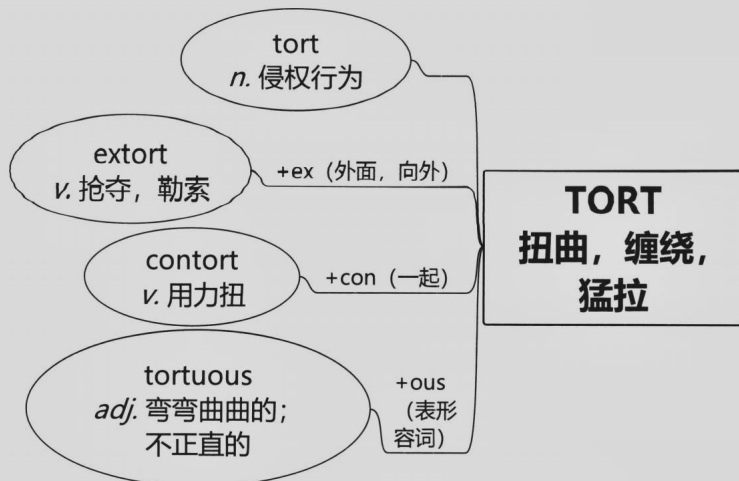 tort
n. 侵权行为
extort
v. 抢夺，勒索
+ex（外面，向外）
TORT
扭曲，缠绕，
猛拉
contort
v. 用力扭
+con（一起）
tortuous
adj. 弯弯曲曲的；
不正直的
+ous
（表形
容词）